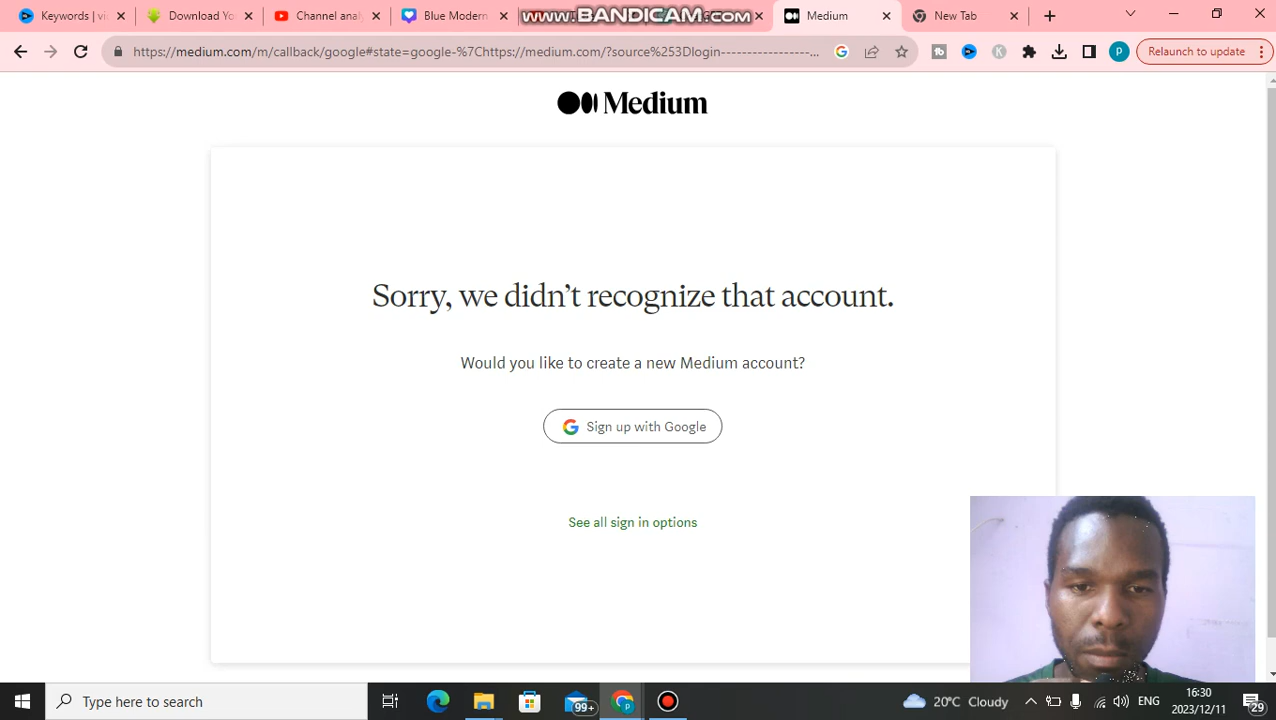 Keywords vi
Download Yo
Channel and
Blue Modern
WWW.BANDICAM.COM
Medium
New Tab
https://medium.com/m/callback/google#state=google-%7Chttps://medium.com/?source%253Dlogin-----------------...
Relaunch to update
Medium
Sorry, we didn't recognize that account.
Would you like to create a new Medium account?
Sign up with Google
See all sign in options
Type here to search
99+
20°C Cloudy
ENG
16:30
2023/12/11
29